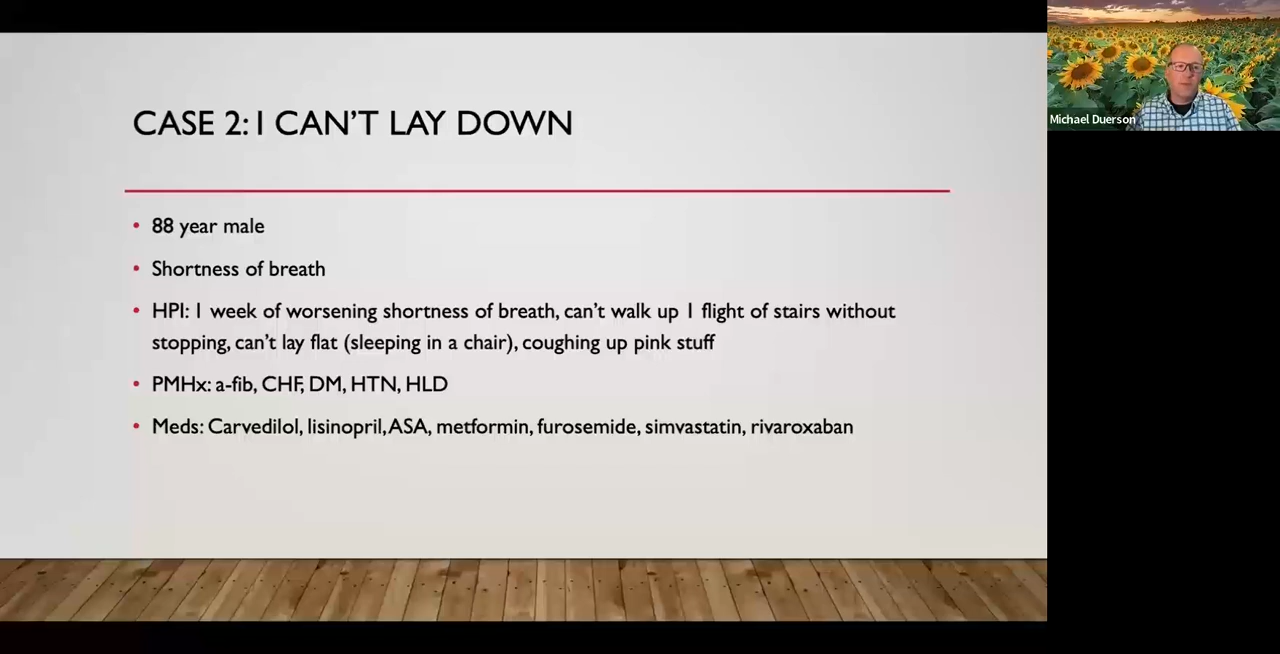 CASE 2: I CAN'T LAY DOWN
• 88 year male
• Shortness of breath
• HPI: 1 week of worsening shortness of breath, can't walk up 1 flight of stairs without
stopping, can't lay flat (sleeping in a chair), coughing up pink stuff
• PMHx: a-fib, CHF, DM, HTN, HLD
• Meds: Carvedilol, lisinopril, ASA, metformin, furosemide, simvastatin, rivaroxaban
Michael Duerson